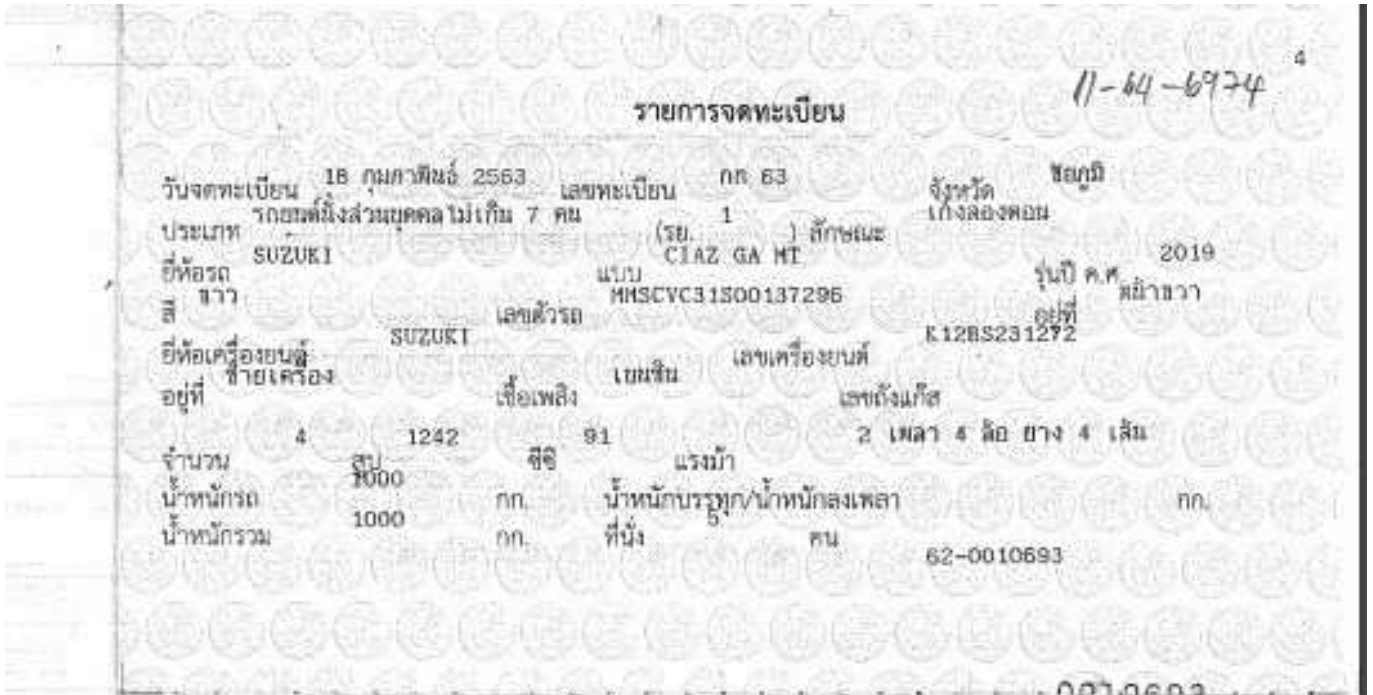 4
11-64-6974
รายการจดทะเบียน
วันจดทะเบียน 18 กุมภาพันธ์ 2563 เลขทะเบียน กก 63 จังหวัด ชัยภูมิ
ประเภท รถยนต์นั่งส่วนบุคคลไม่เกิน 7 คน (รย. 1 ) ลักษณะ เก๋งสองตอน
ยี่ห้อรถ SUZUKI แบบ CIAZ GA MT รุ่นปี ค.ศ. 2019
สี ขาว เลขตัวรถ MMSCVC31S00137296 อยู่ที่
ยี่ห้อเครื่องยนต์ SUZUKI เลขเครื่องยนต์ K12BS231272
อยู่ที่ ซ้ายเครื่อง เชื้อเพลิง เบนซิน เลขถังแก๊ส
จำนวน 4 สูบ 1242 ซีซี 91 แรงม้า 2 เพลา 4 ล้อ ยาง 4 เส้น
น้ำหนักรถ 1000 กก. น้ำหนักบรรทุก/น้ำหนักลงเพลา กก.
น้ำหนักรวม 1000 กก. ที่นั่ง 5 คน
62-0010693